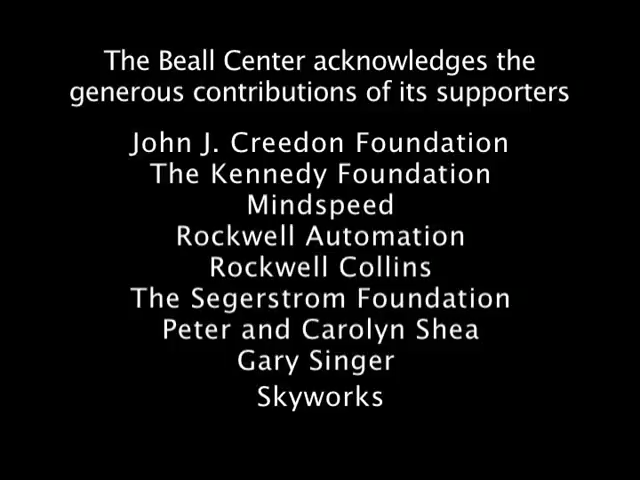 The Beall Center acknowledges the
generous contributions of its supporters
John J. Creedon Foundation
The Kennedy Foundation
Mindspeed
Rockwell Automation
Rockwell Collins
The Segerstrom Foundation
Peter and Carolyn Shea
Gary Singer
Skyworks